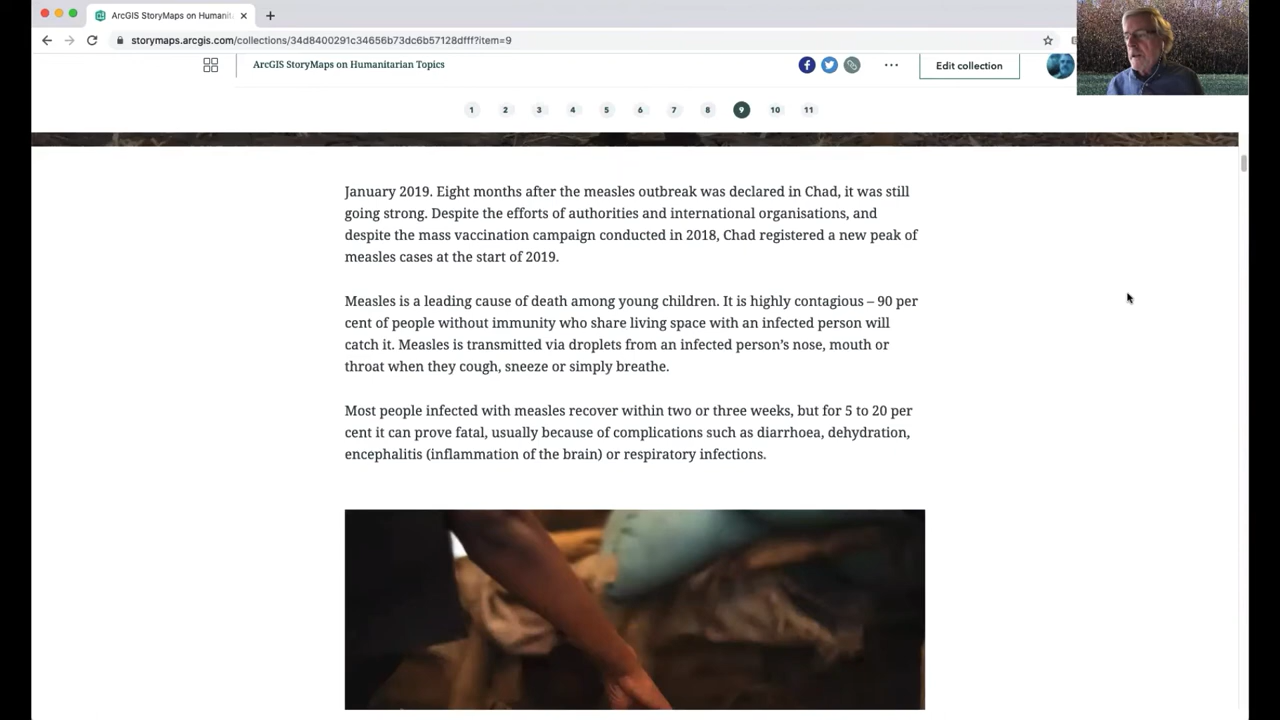 ArcGIS StoryMaps on Humanit
storymaps.arcgis.com/collections/34d8400291c34656b73dc6b57128dfff?item=9
ArcGIS StoryMaps on Humanitarian Topics
Edit collection
1 2 3 4 5 6 7 8 9 10 11
January 2019. Eight months after the measles outbreak was declared in Chad, it was still
going strong. Despite the efforts of authorities and international organisations, and
despite the mass vaccination campaign conducted in 2018, Chad registered a new peak of
measles cases at the start of 2019.
Measles is a leading cause of death among young children. It is highly contagious – 90 per
cent of people without immunity who share living space with an infected person will
catch it. Measles is transmitted via droplets from an infected person’s nose, mouth or
throat when they cough, sneeze or simply breathe.
Most people infected with measles recover within two or three weeks, but for 5 to 20 per
cent it can prove fatal, usually because of complications such as diarrhoea, dehydration,
encephalitis (inflammation of the brain) or respiratory infections.